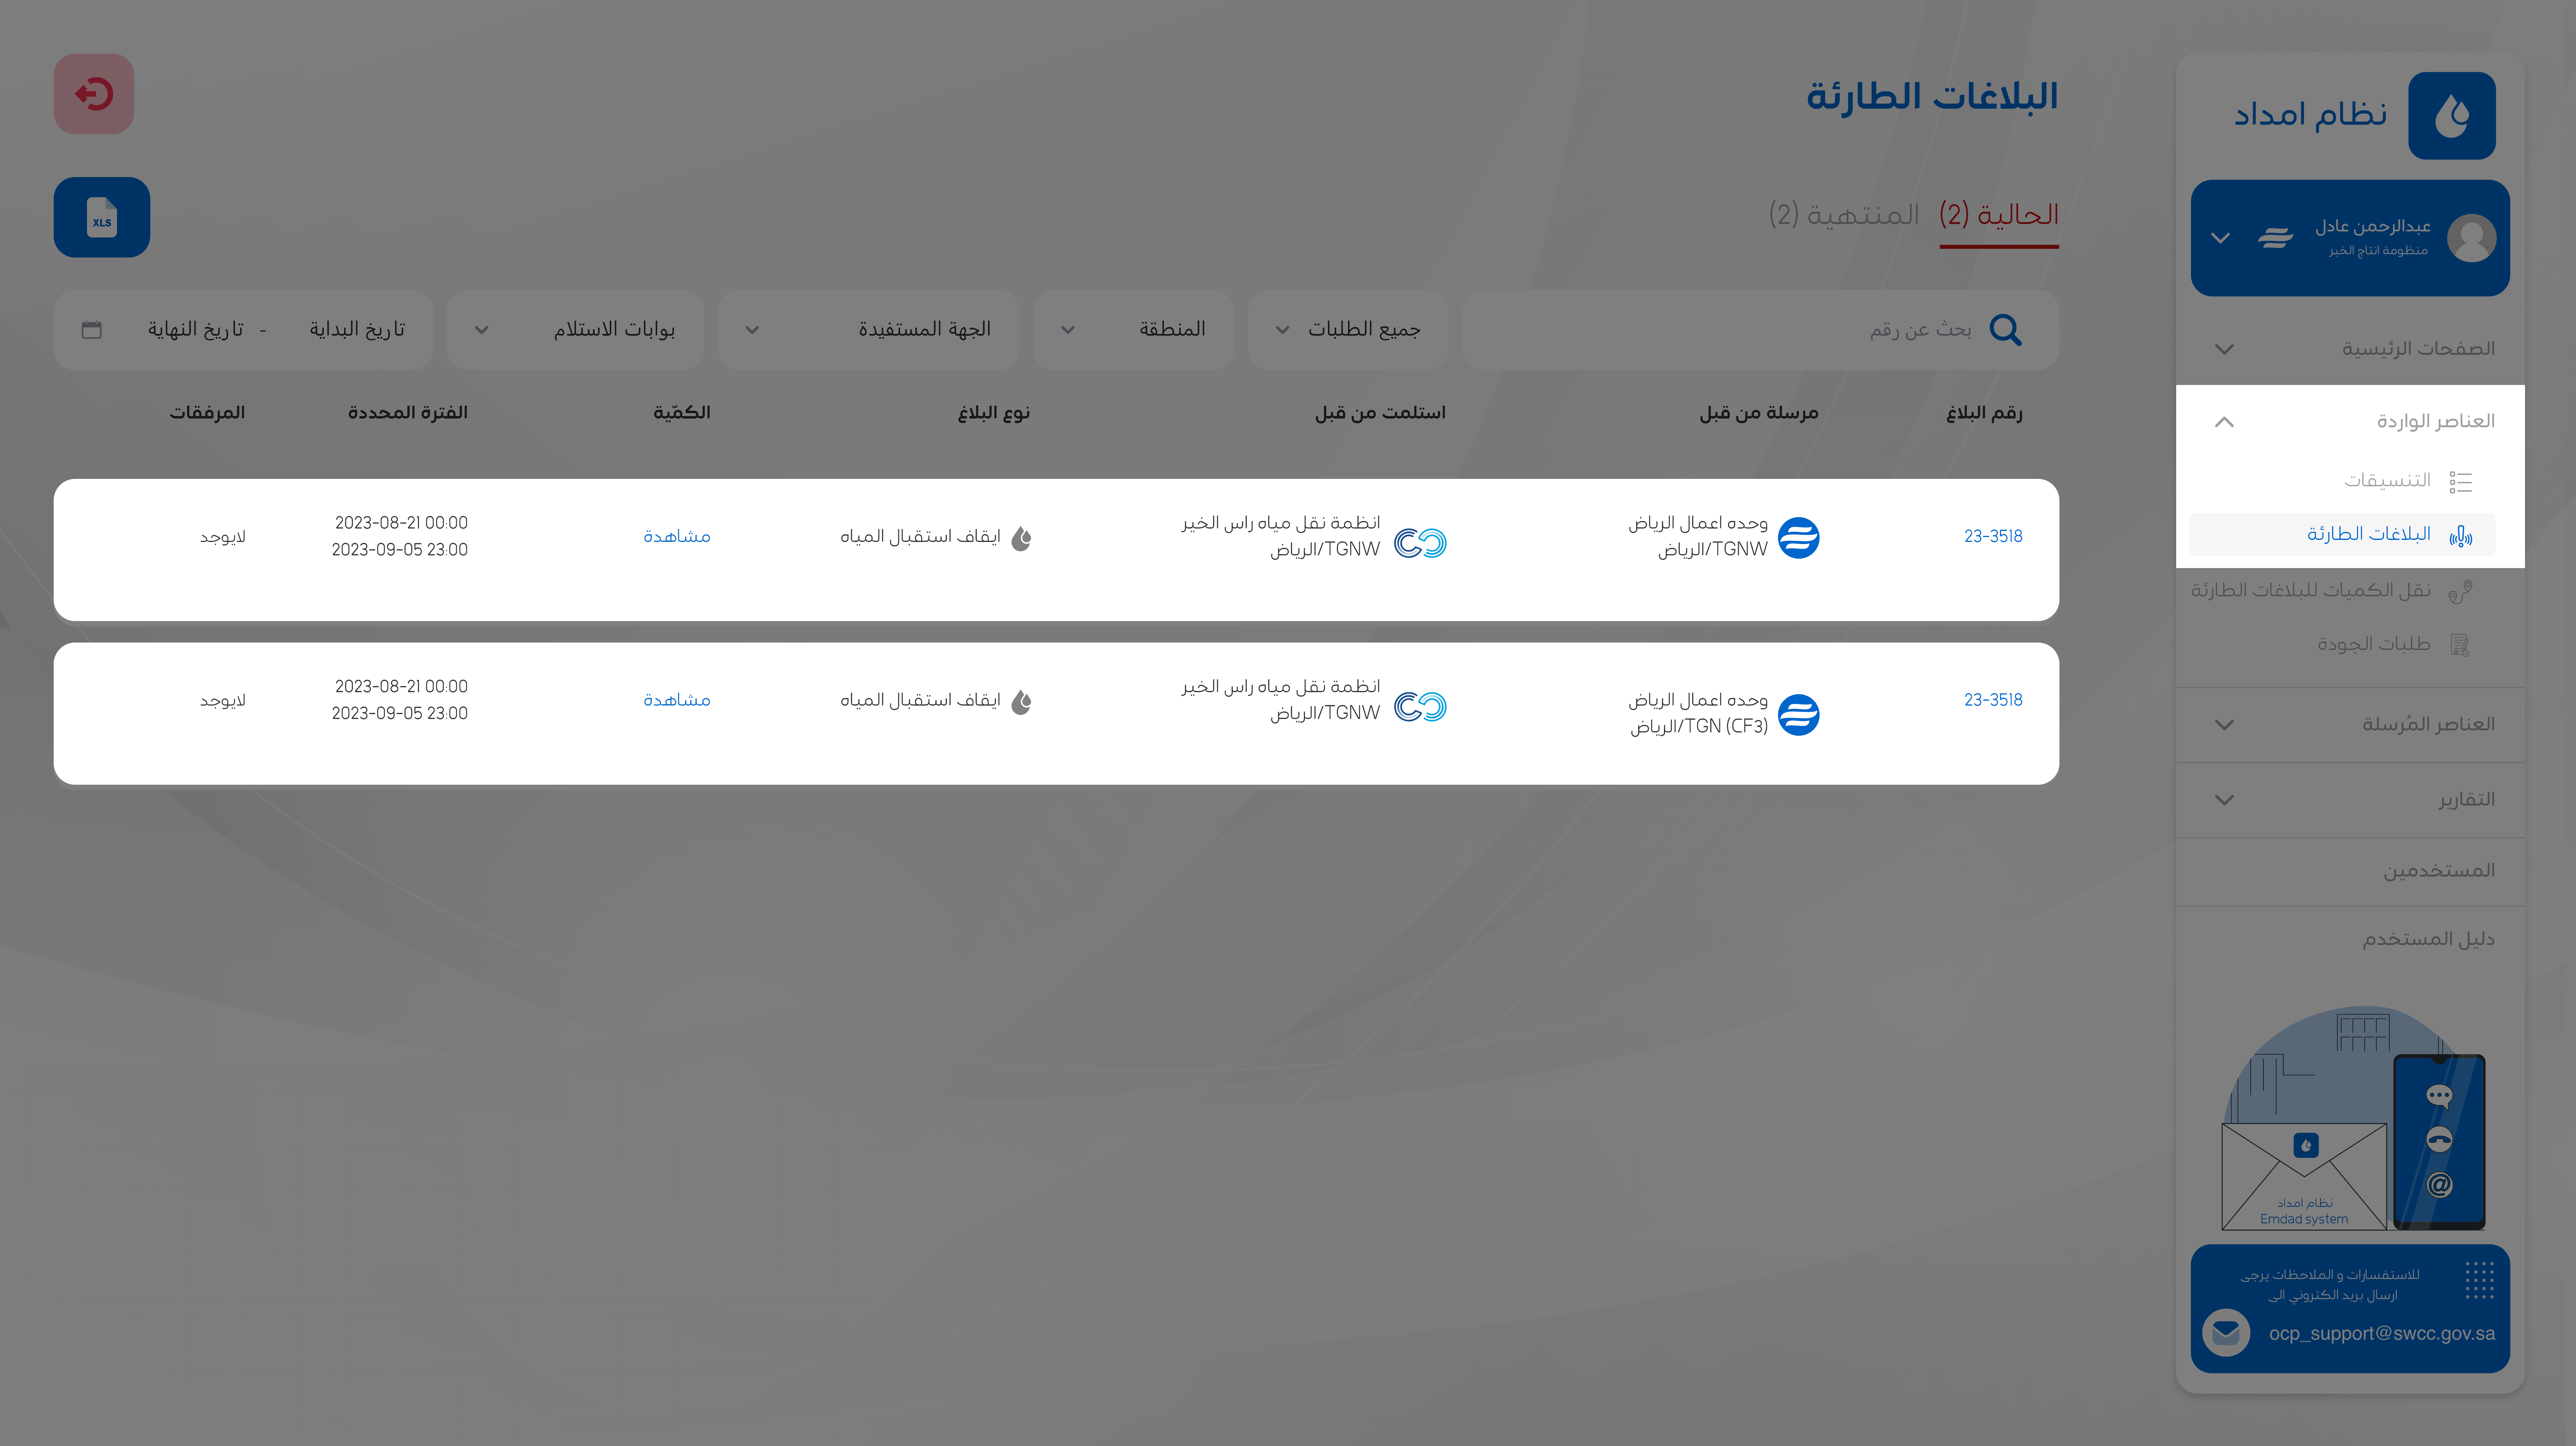 نظام امداد
عبدالرحمن عادل
منظومة انتاج الخبر
الصفحات الرئيسية
العناصر الواردة
التنسيقات
البلاغات الطارئة
نقل الكميات للبلاغات الطارئة
طلبات الجودة
العناصر المُرسلة
التقارير
المستخدمين
دليل المستخدم
نظام امداد
Emdad system
للاستفسارات و الملاحظات يرجى
ارسال بريد الكتروني الى
ocp_support@swcc.gov.sa
البلاغات الطارئة
الحالية (2) المنتهية (2)
XLS
بحث عن رقم
جميع الطلبات
المنطقة
الجهة المستفيدة
بوابات الاستلام
تاريخ البداية - تاريخ النهاية
رقم البلاغ
مرسلة من قبل
استلمت من قبل
نوع البلاغ
الكمّية
الفترة المحددة
المرفقات
23-3518
وحده اعمال الرياض
TGNW/الرياض
انظمة نقل مياه راس الخير
TGNW/الرياض
ايقاف استقبال المياه
مشاهدة
2023-08-21 00:00
2023-09-05 23:00
لايوجد
23-3518
وحده اعمال الرياض
TGN (CF3)/الرياض
انظمة نقل مياه راس الخير
TGNW/الرياض
ايقاف استقبال المياه
مشاهدة
2023-08-21 00:00
2023-09-05 23:00
لايوجد